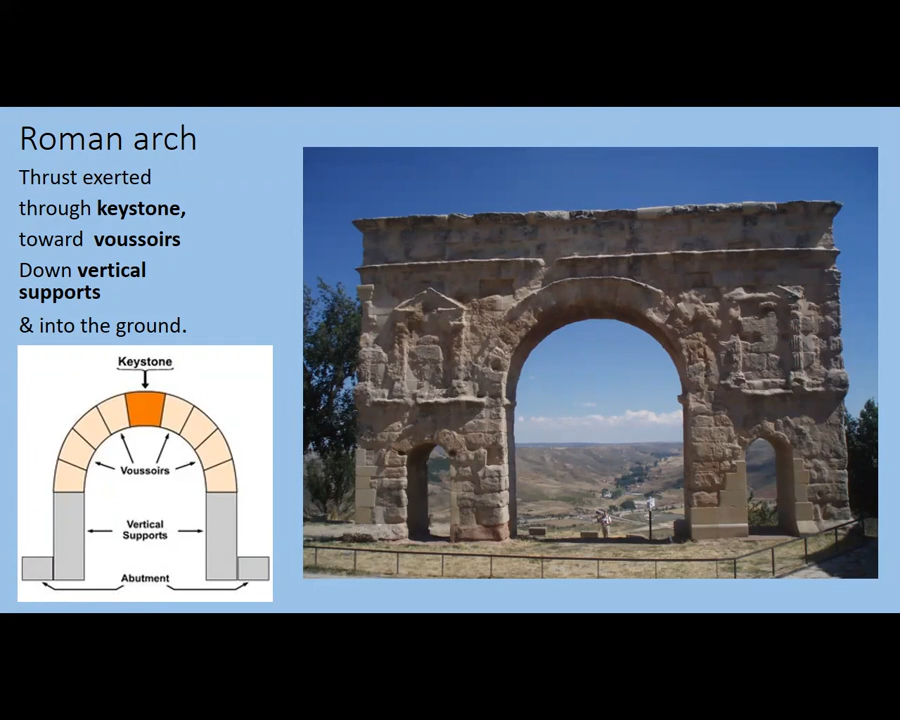 Roman arch
Thrust exerted
through keystone,
toward voussoirs
Down vertical
supports
& into the ground.
Keystone
Voussoirs
Vertical
Supports
Abutment